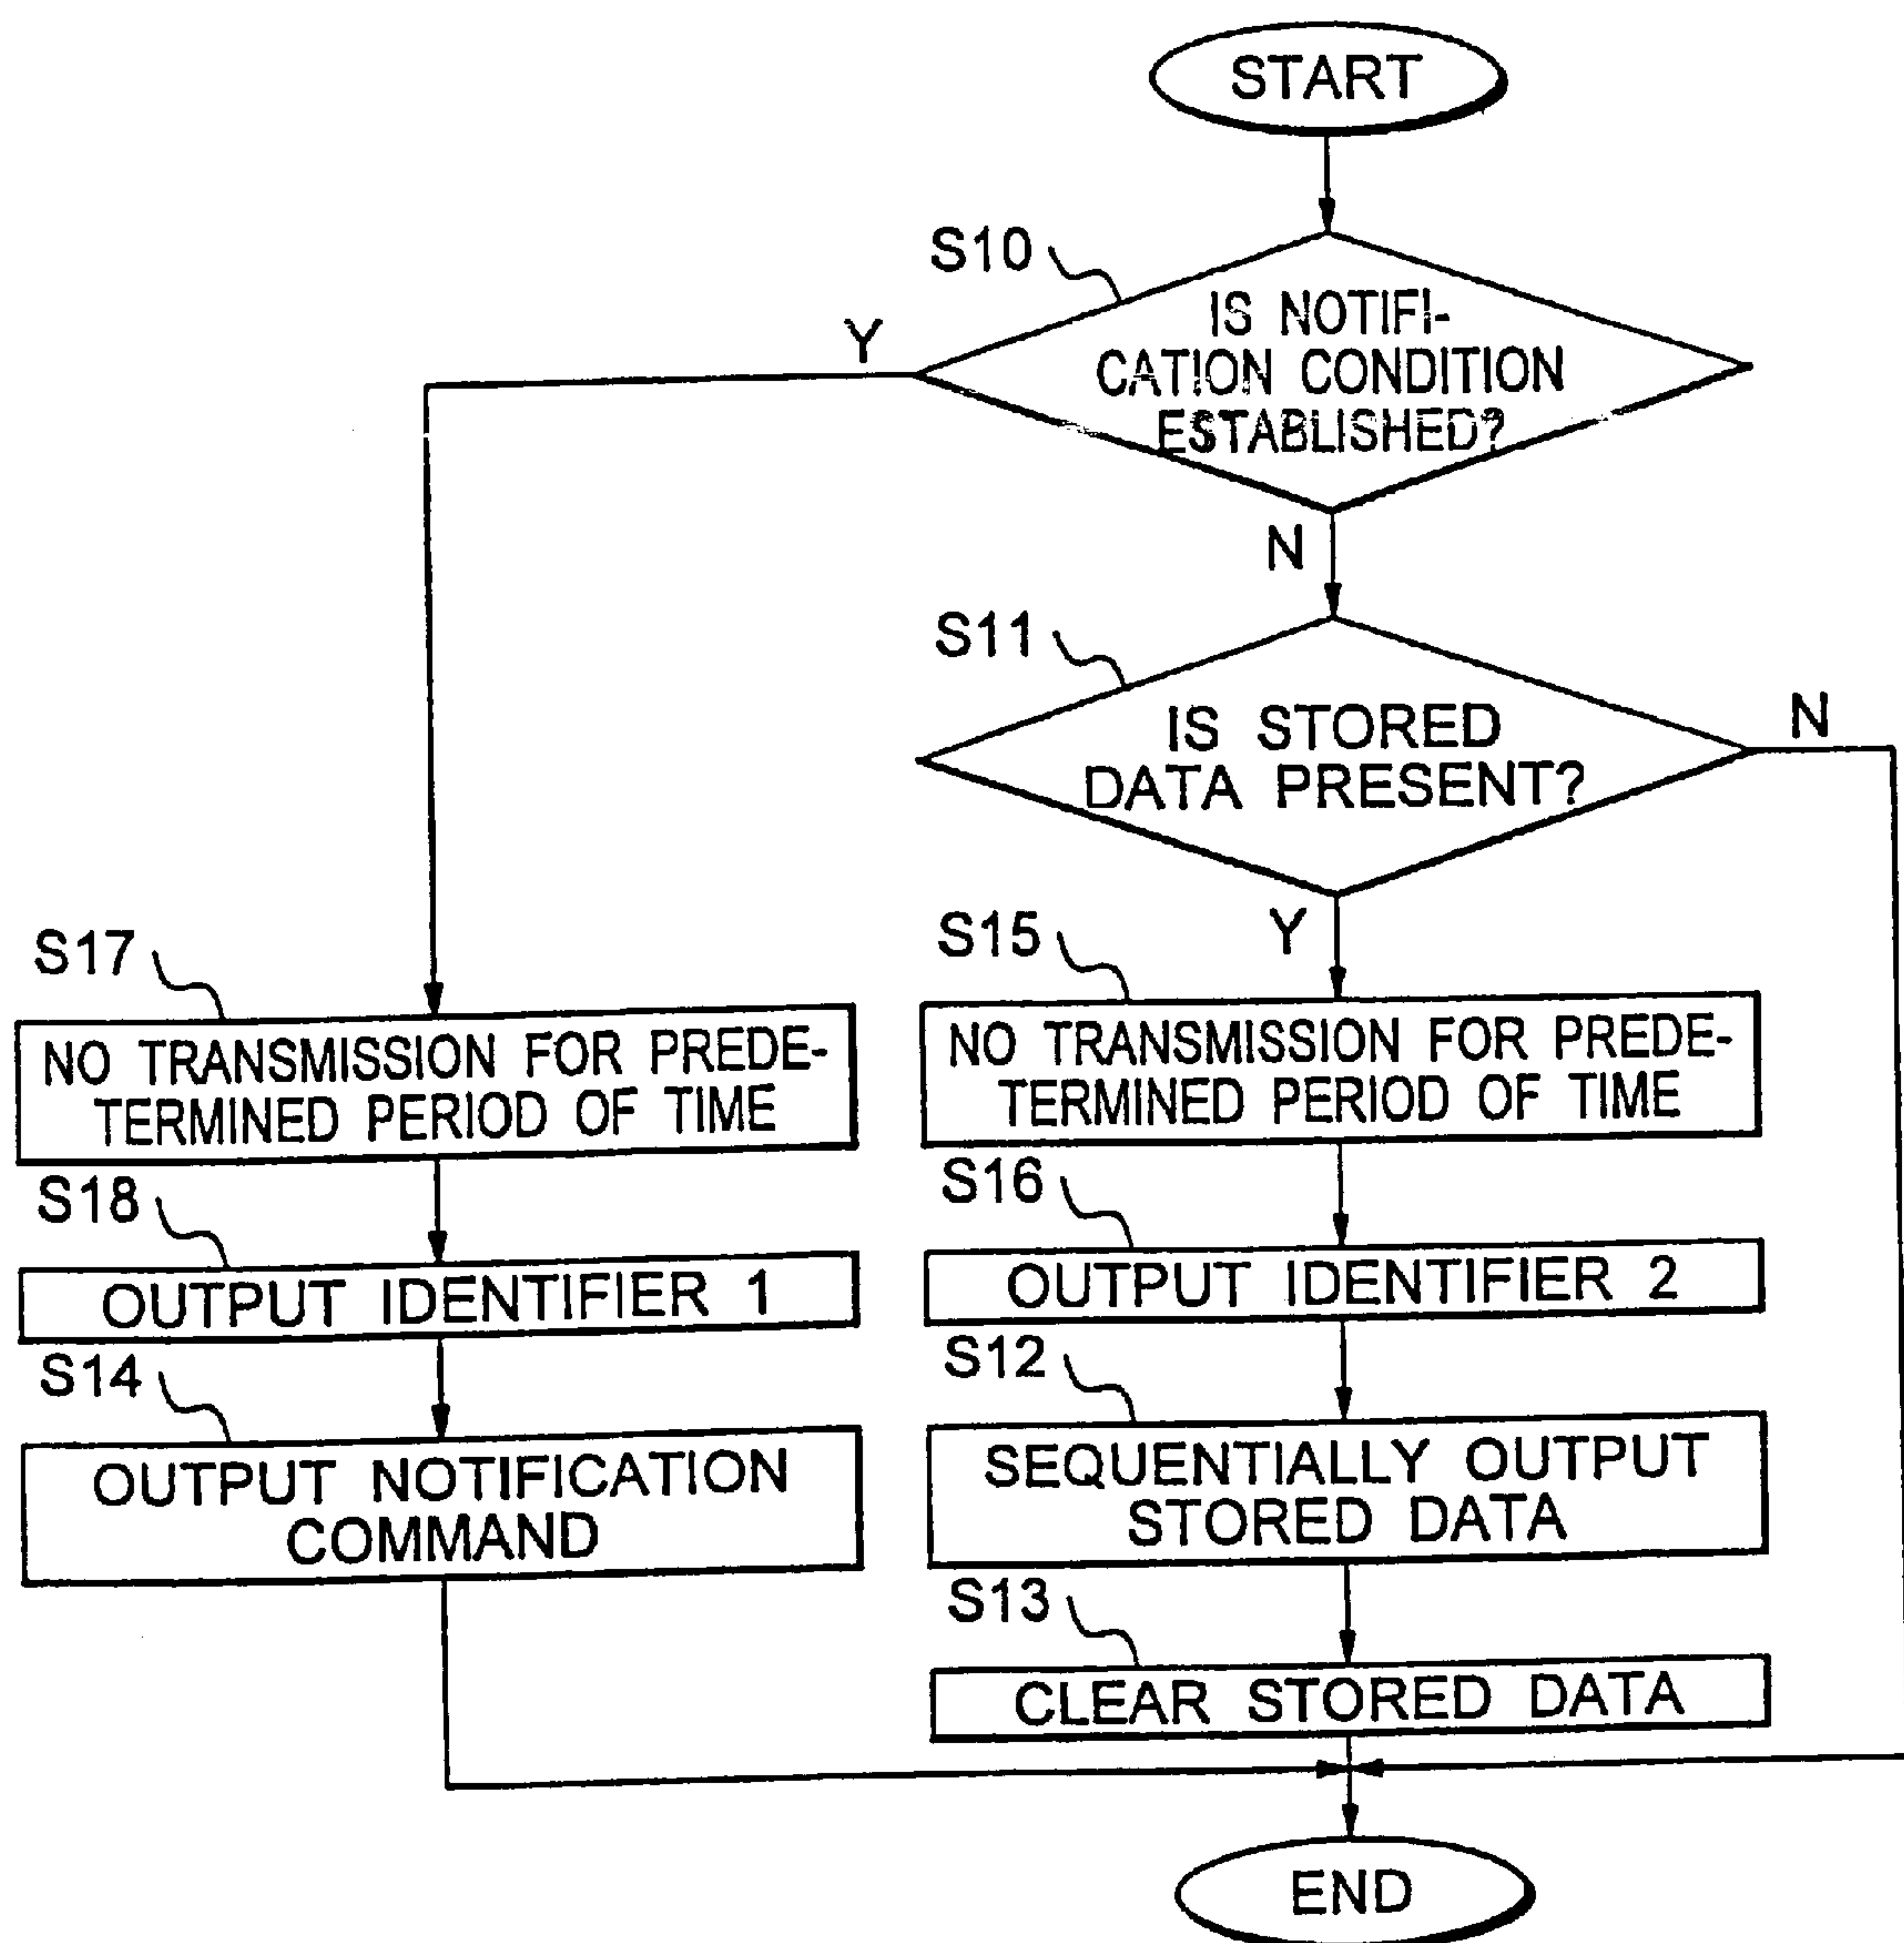 START
S10
IS NOTIFI-
CATION CONDITION
ESTABLISHED?
Y
N
S11
IS STORED
DATA PRESENT?
N
Y
S17
NO TRANSMISSION FOR PREDE-
TERMINED PERIOD OF TIME
S18
OUTPUT IDENTIFIER 1
S14
OUTPUT NOTIFICATION
COMMAND
S15
NO TRANSMISSION FOR PREDE-
TERMINED PERIOD OF TIME
S16
OUTPUT IDENTIFIER 2
S12
SEQUENTIALLY OUTPUT
STORED DATA
S13
CLEAR STORED DATA
END